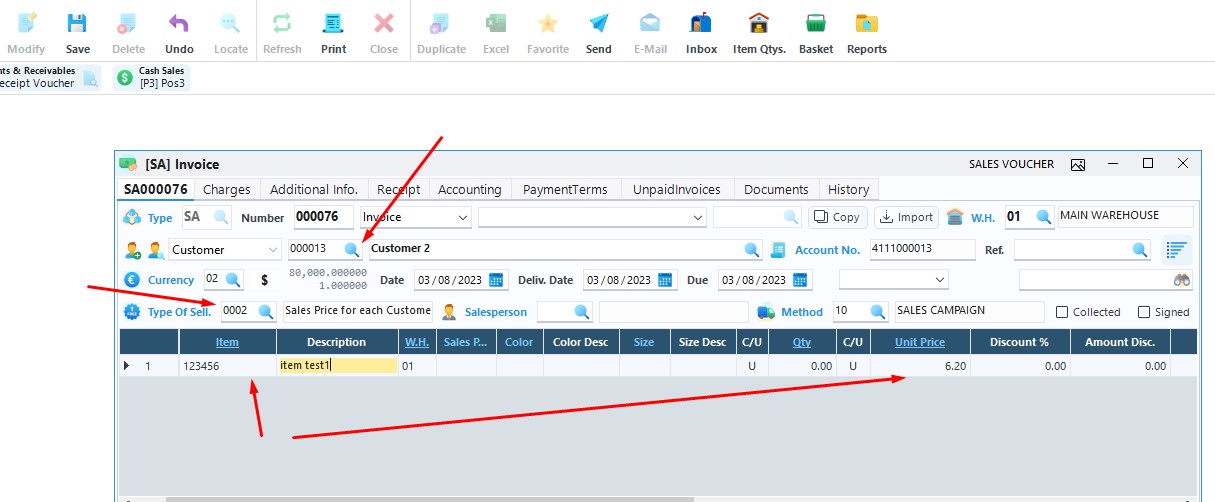 Modify Save Delete Undo Locate Refresh Print Close Duplicate Excel Favorite Send E-Mail Inbox Item Qtys. Basket Reports
nts & Receivables Cash Sales
eceipt Voucher [P3] Pos3
[SA] Invoice SALES VOUCHER
SA000076 Charges Additional Info. Receipt Accounting PaymentTerms UnpaidInvoices Documents History
Type SA Number 000076 Invoice Copy Import W.H. 01 MAIN WAREHOUSE
Customer 000013 Customer 2 Account No. 4111000013 Ref.
Currency 02 $ 80,000.000000 Date 03/08/2023 Deliv. Date 03/08/2023 Due 03/08/2023
1.000000
Type Of Sell. 0002 Sales Price for each Custome Salesperson Method 10 SALES CAMPAIGN Collected Signed
Item Description W.H. Sales P... Color Color Desc Size Size Desc C/U Qty C/U Unit Price Discount % Amount Disc.
1 123456 item test1 01 U 0.00 U 6.20 0.00 0.00